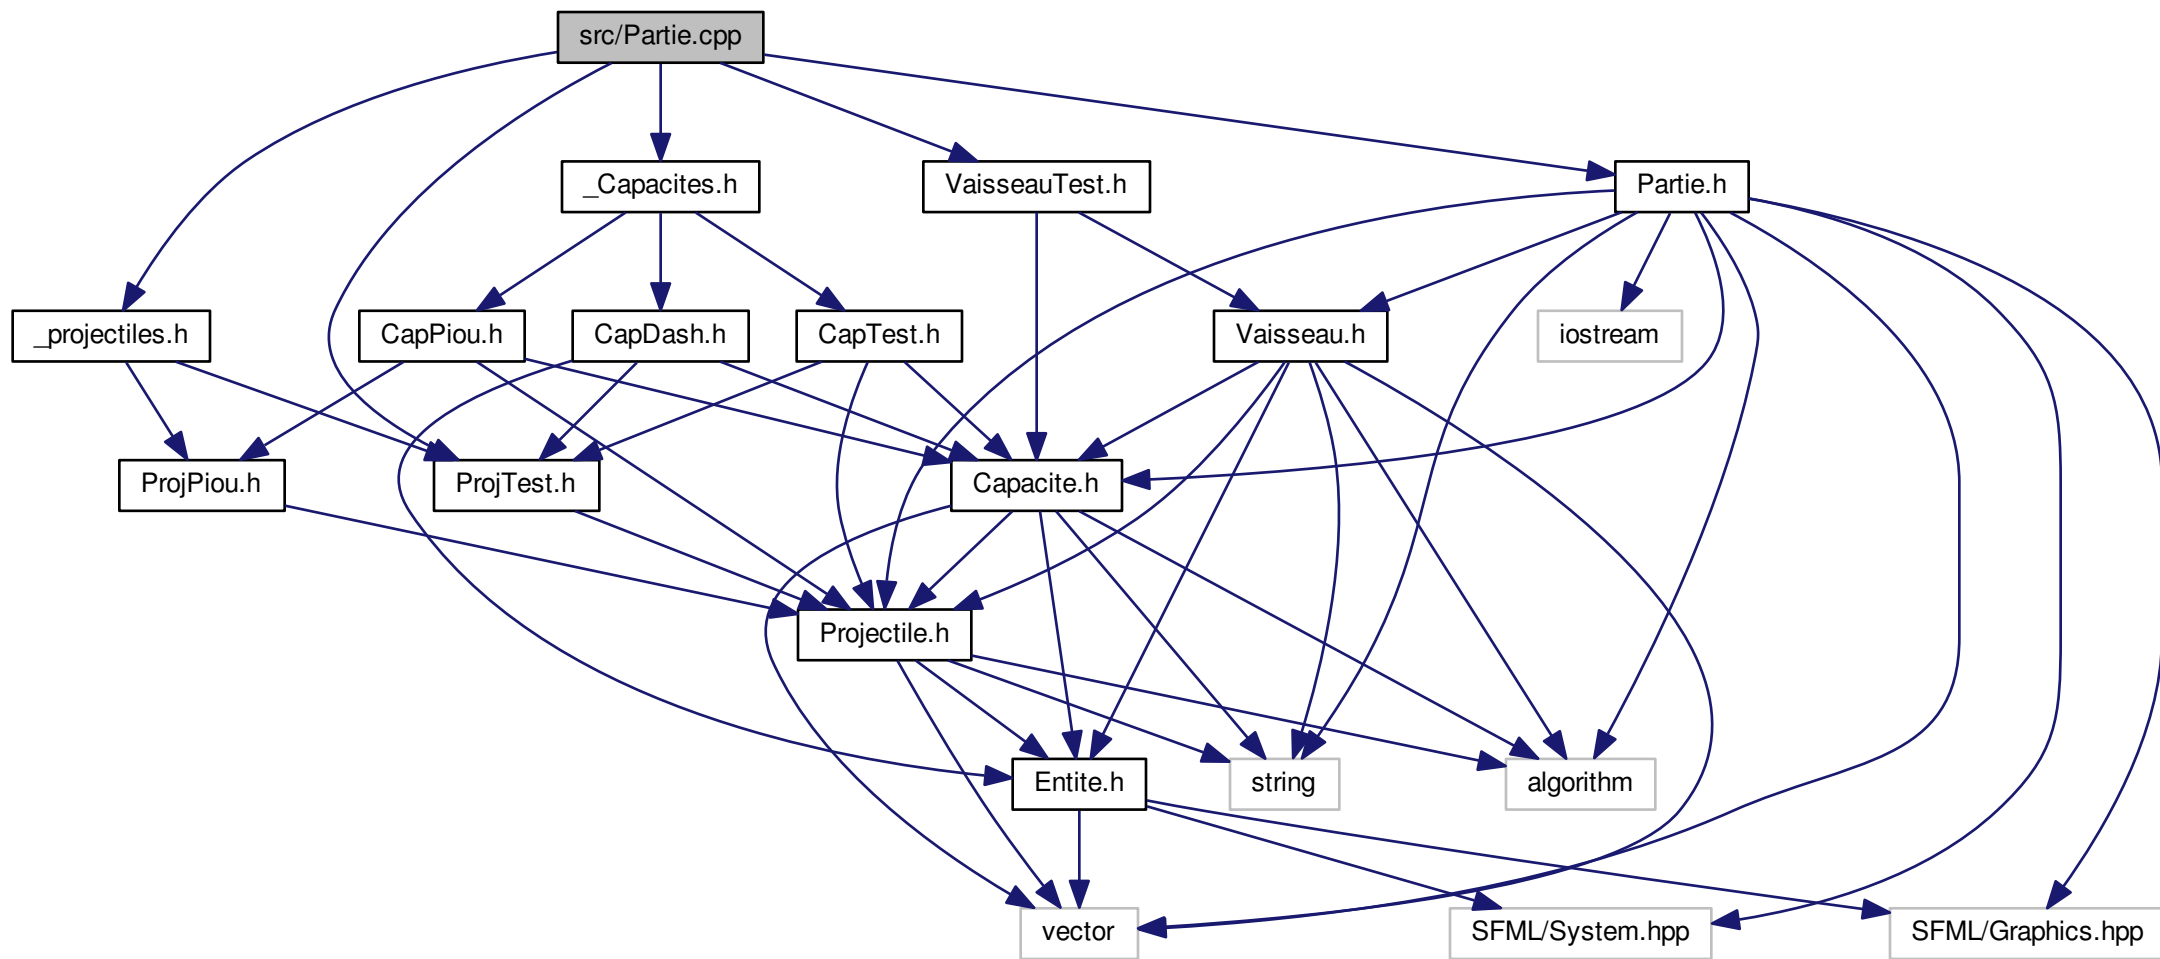 src/Partie.cpp
_Capacites.h
VaisseauTest.h
Partie.h
_projectiles.h
CapPiou.h
CapDash.h
CapTest.h
Vaisseau.h
iostream
ProjPiou.h
ProjTest.h
Capacite.h
Projectile.h
Entite.h
string
algorithm
vector
SFML/System.hpp
SFML/Graphics.hpp